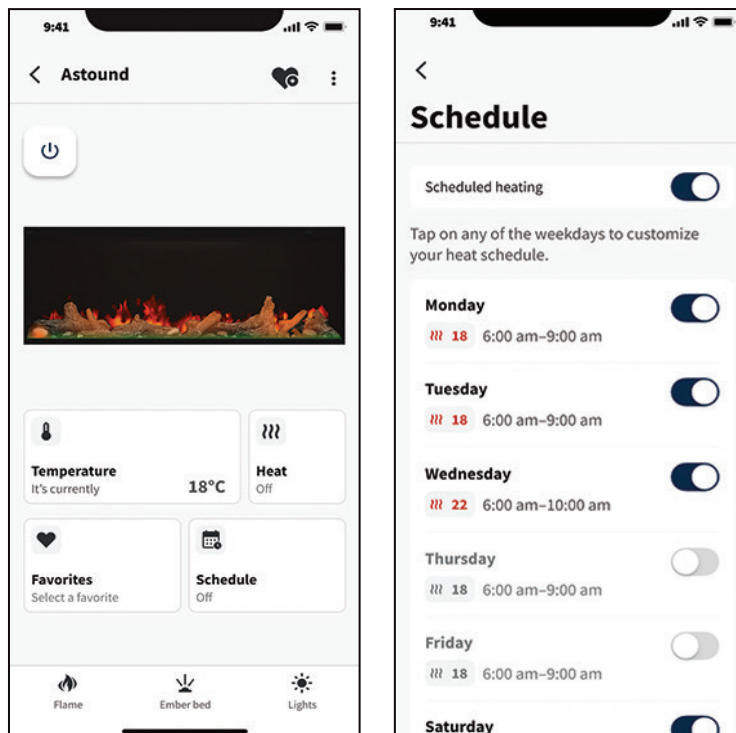 9:41
Astound
Temperature
It's currently
18°C
Heat
Off
Favorites
Select a favorite
Schedule
Off
Flame
Ember bed
Lights
9:41
Schedule
Scheduled heating
Tap on any of the weekdays to customize
your heat schedule.
Monday
18 6:00 am–9:00 am
Tuesday
18 6:00 am–9:00 am
Wednesday
22 6:00 am–10:00 am
Thursday
18 6:00 am–9:00 am
Friday
18 6:00 am–9:00 am
Saturday